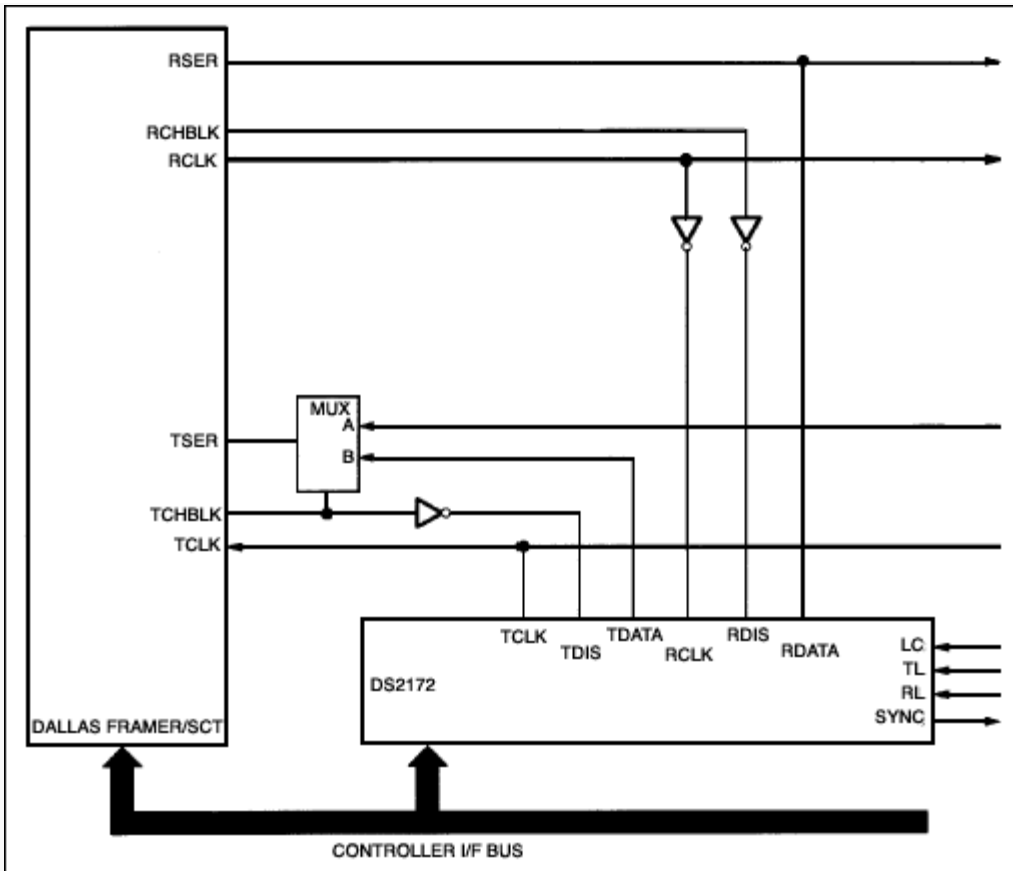 RSER
RCHBLK
RCLK
MUX
A
TSER
B
TCHBLK
TCLK
TCLK
TDIS
TDATA
RCLK
RDIS
RDATA
LC
TL
RL
SYNC
DS2172
DALLAS FRAMER/SCT
CONTROLLER I/F BUS